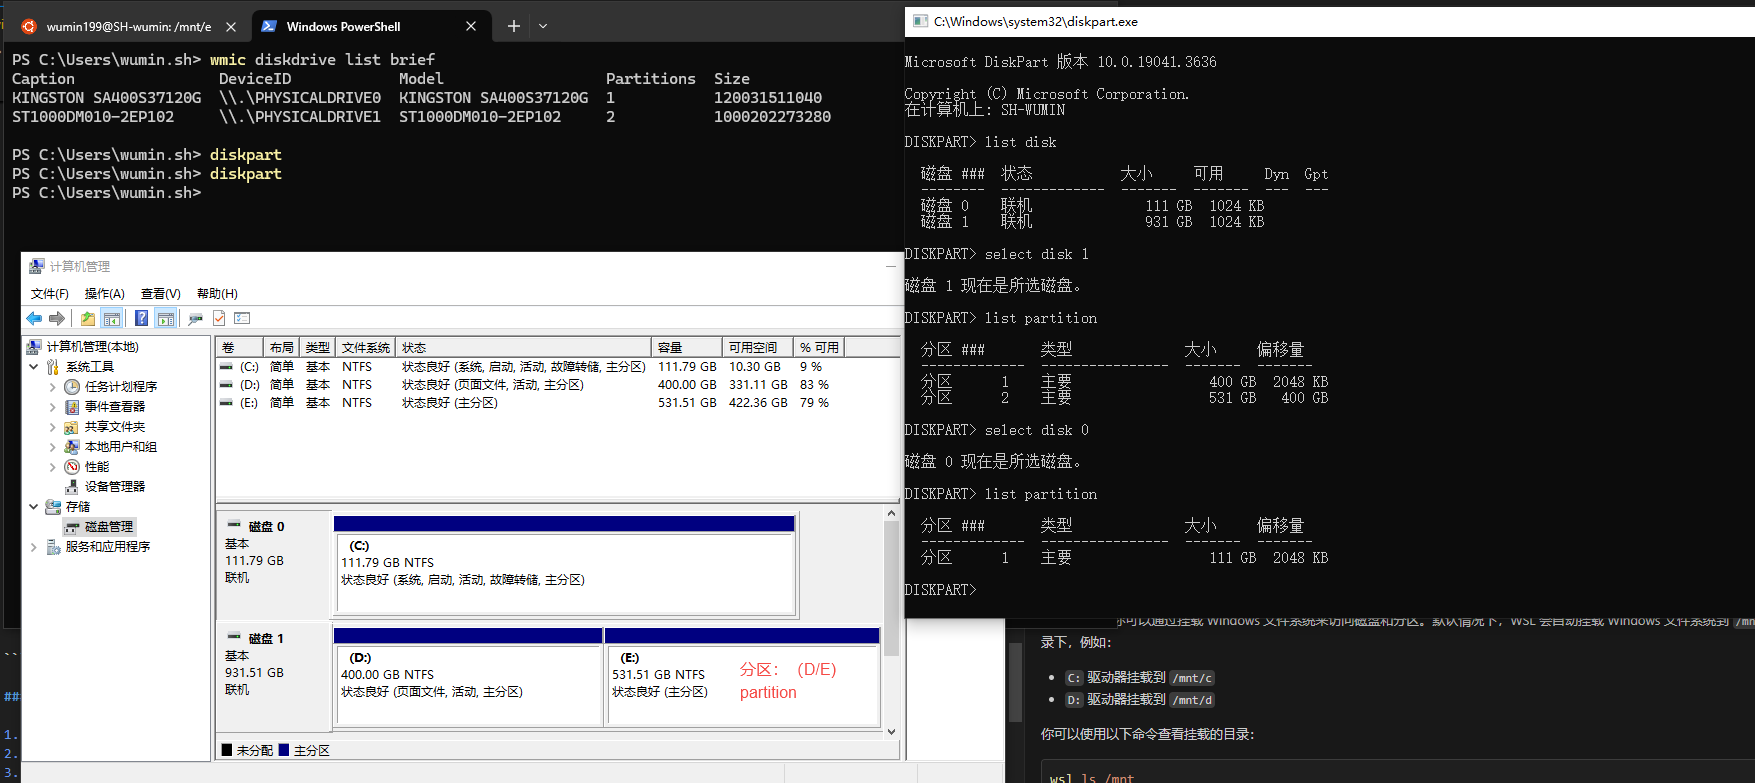 wumin199@SH-wumin: /mnt/e
Windows PowerShell
PS C:\Users\wumin.sh> wmic diskdrive list brief
Caption DeviceID Model Partitions Size
KINGSTON SA400S37120G \\.\PHYSICALDRIVE0 KINGSTON SA400S37120G 1 120031511040
ST1000DM010-2EP102 \\.\PHYSICALDRIVE1 ST1000DM010-2EP102 2 1000202273280
PS C:\Users\wumin.sh> diskpart
PS C:\Users\wumin.sh> diskpart
PS C:\Users\wumin.sh>
C:\Windows\system32\diskpart.exe
Microsoft DiskPart 版本 10.0.19041.3636
Copyright (C) Microsoft Corporation.
在计算机上: SH-WUMIN
DISKPART> list disk
磁盘 ### 状态 大小 可用 Dyn Gpt
-------- ------------- ------- ------- --- ---
磁盘 0 联机 111 GB 1024 KB
磁盘 1 联机 931 GB 1024 KB
DISKPART> select disk 1
磁盘 1 现在是所选磁盘。
DISKPART> list partition
分区 ### 类型 大小 偏移量
------------- ---------------- ------- -------
分区 1 主要 400 GB 2048 KB
分区 2 主要 531 GB 400 GB
DISKPART> select disk 0
磁盘 0 现在是所选磁盘。
DISKPART> list partition
分区 ### 类型 大小 偏移量
------------- ---------------- ------- -------
分区 1 主要 111 GB 2048 KB
DISKPART>
计算机管理
文件(F) 操作(A) 查看(V) 帮助(H)
计算机管理(本地)
系统工具
任务计划程序
事件查看器
共享文件夹
本地用户和组
性能
设备管理器
存储
磁盘管理
服务和应用程序
卷 布局 类型 文件系统 状态 容量 可用空间 % 可用
(C:) 简单 基本 NTFS 状态良好 (系统, 启动, 活动, 故障转储, 主分区) 111.79 GB 10.30 GB 9 %
(D:) 简单 基本 NTFS 状态良好 (页面文件, 活动, 主分区) 400.00 GB 331.11 GB 83 %
(E:) 简单 基本 NTFS 状态良好 (主分区) 531.51 GB 422.36 GB 79 %
磁盘 0
基本
111.79 GB
联机
(C:)
111.79 GB NTFS
状态良好 (系统, 启动, 活动, 故障转储, 主分区)
磁盘 1
基本
931.51 GB
联机
(D:)
400.00 GB NTFS
状态良好 (页面文件, 活动, 主分区)
(E:)
531.51 GB NTFS
状态良好 (主分区)
分区： (D/E)
partition
未分配 主分区
你可以通过挂载 Windows 文件系统来访问磁盘和分区。默认情况下，WSL 会自动挂载 Windows 文件系统到 /mn
录下，例如：
C: 驱动器挂载到 /mnt/c
D: 驱动器挂载到 /mnt/d
你可以使用以下命令查看挂载的目录：
wsl ls /mnt
##
1.
2.
3.